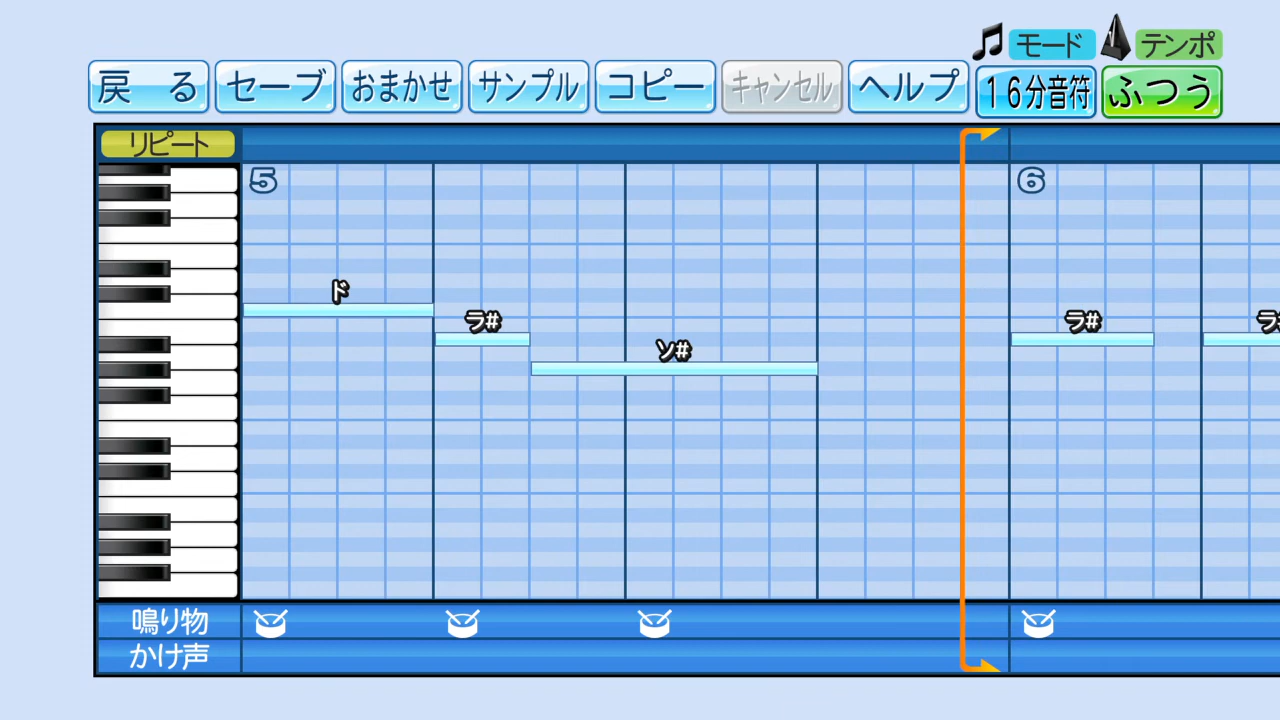 モード テンポ
戻る セーブ おまかせ サンプル コピー キャンセル ヘルプ 16分音符 ふつう
リピート
5 6
ド
ラ# ラ# ラ#
ソ#
鳴り物
かけ声